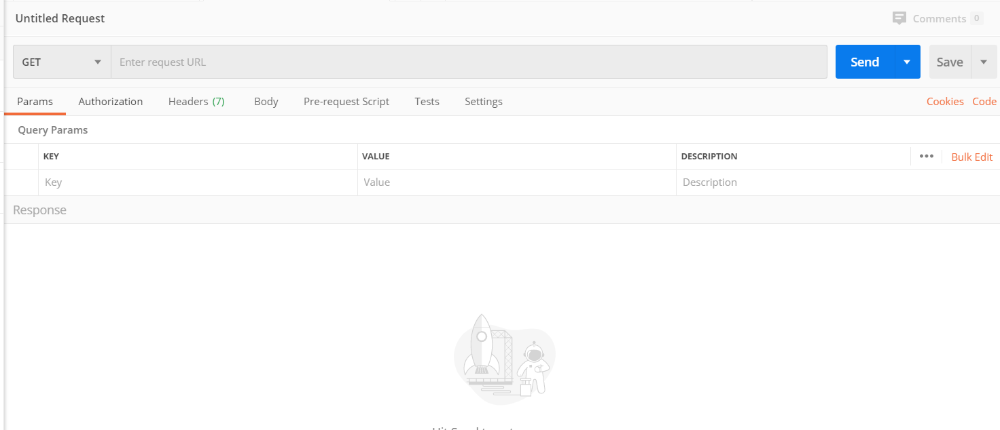 Untitled Request Comments 0
GET Enter request URL Send Save
Params Authorization Headers (7) Body Pre-request Script Tests Settings Cookies Code
Query Params
KEY VALUE DESCRIPTION ••• Bulk Edit
Key Value Description
Response